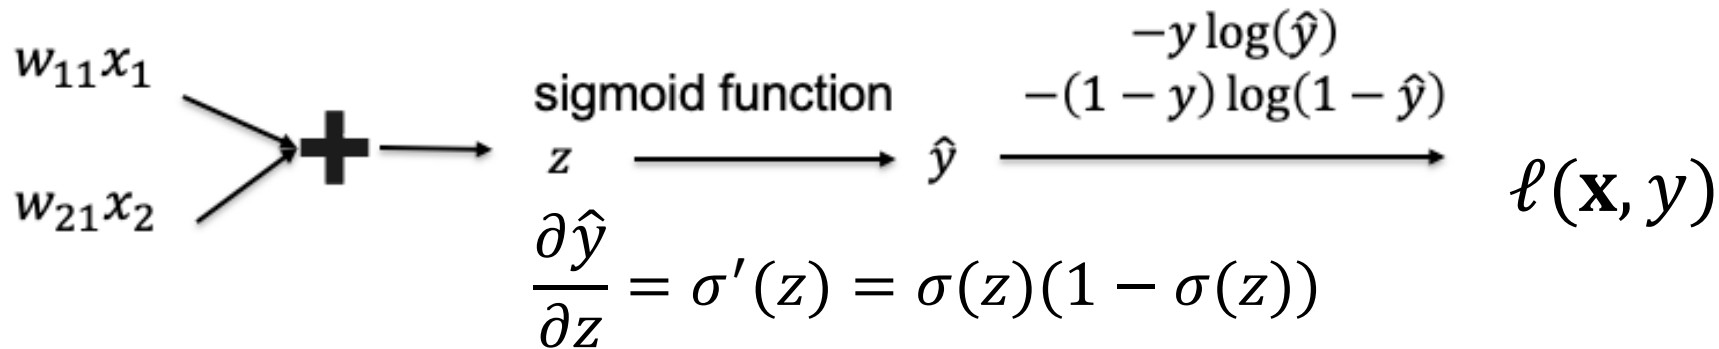 w₁₁x₁
w₂₁x₂
+
sigmoid function
z
ŷ
−y log(ŷ)
−(1 − y) log(1 − ŷ)
ℓ(𝐱, y)
∂ŷ/∂z = σ′(z) = σ(z)(1 − σ(z))